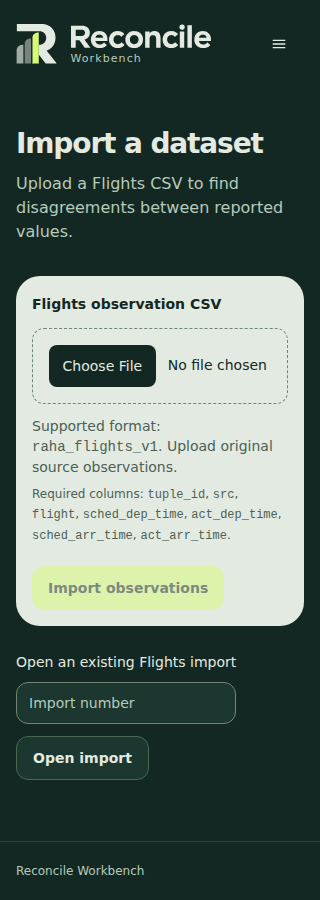 Reconcile
Workbench
Import a dataset
Upload a Flights CSV to find
disagreements between reported
values.
Flights observation CSV
Choose File No file chosen
Supported format:
raha_flights_v1. Upload original
source observations.
Required columns: tuple_id, src,
flight, sched_dep_time, act_dep_time,
sched_arr_time, act_arr_time.
Import observations
Open an existing Flights import
Import number
Open import
Reconcile Workbench